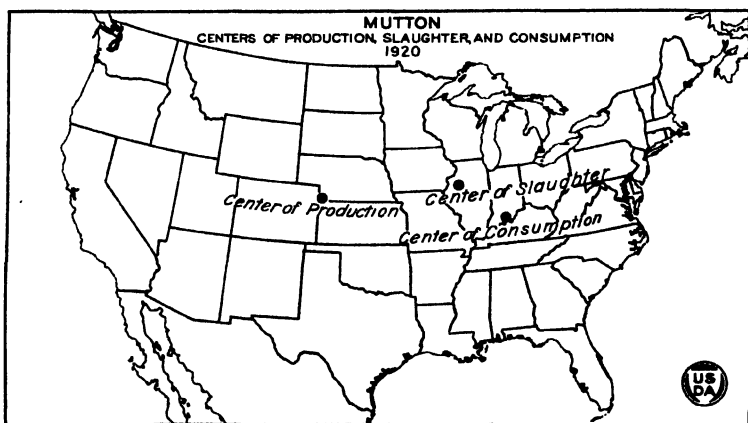 MUTTON
CENTERS OF PRODUCTION, SLAUGHTER, AND CONSUMPTION
1920
Center of Slaughter
Center of Production
Center of Consumption
US
DA